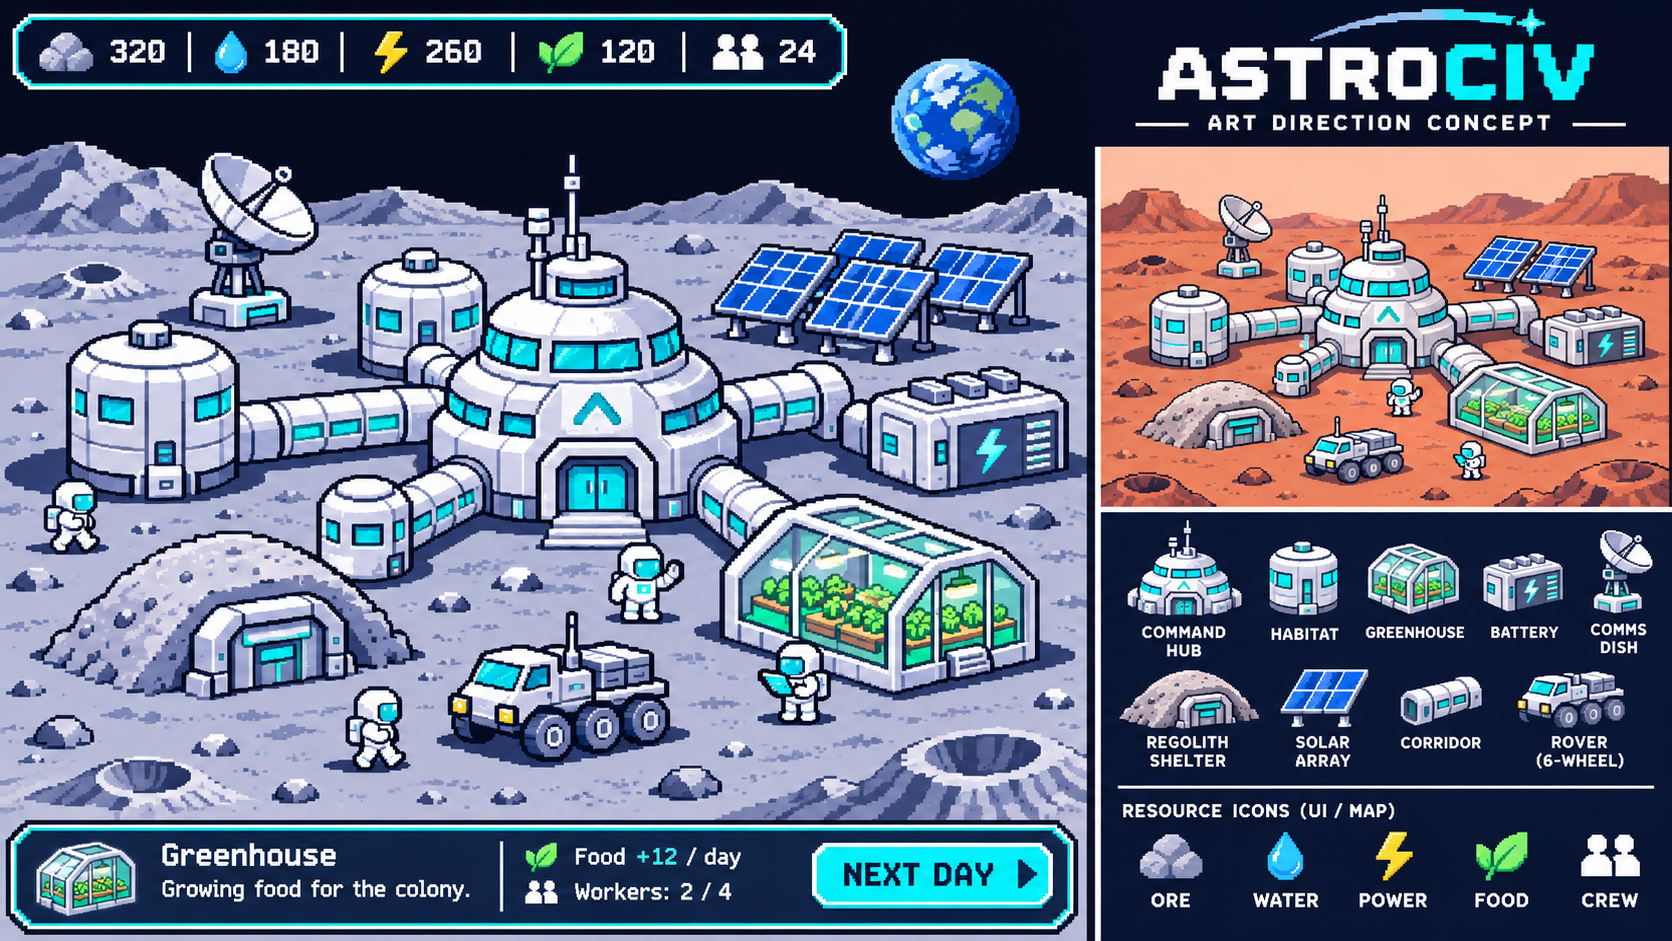 320 | 180 | 260 | 120 | 24
ASTROCIV
ART DIRECTION CONCEPT
COMMAND HUB
HABITAT
GREENHOUSE
BATTERY
COMMS DISH
REGOLITH SHELTER
SOLAR ARRAY
CORRIDOR
ROVER (6-WHEEL)
RESOURCE ICONS (UI / MAP)
ORE
WATER
POWER
FOOD
CREW
Greenhouse
Growing food for the colony.
Food +12 / day
Workers: 2 / 4
NEXT DAY